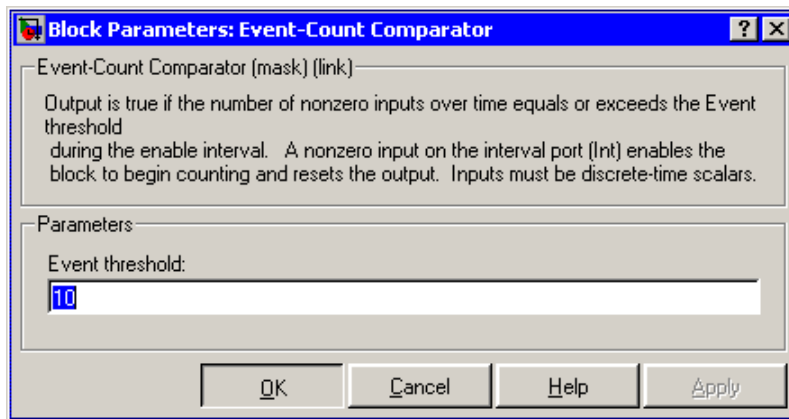 Block Parameters: Event-Count Comparator
Event-Count Comparator (mask) (link)
Output is true if the number of nonzero inputs over time equals or exceeds the Event
threshold
during the enable interval. A nonzero input on the interval port (Int) enables the
block to begin counting and resets the output. Inputs must be discrete-time scalars.
Parameters
Event threshold:
10
OK Cancel Help Apply